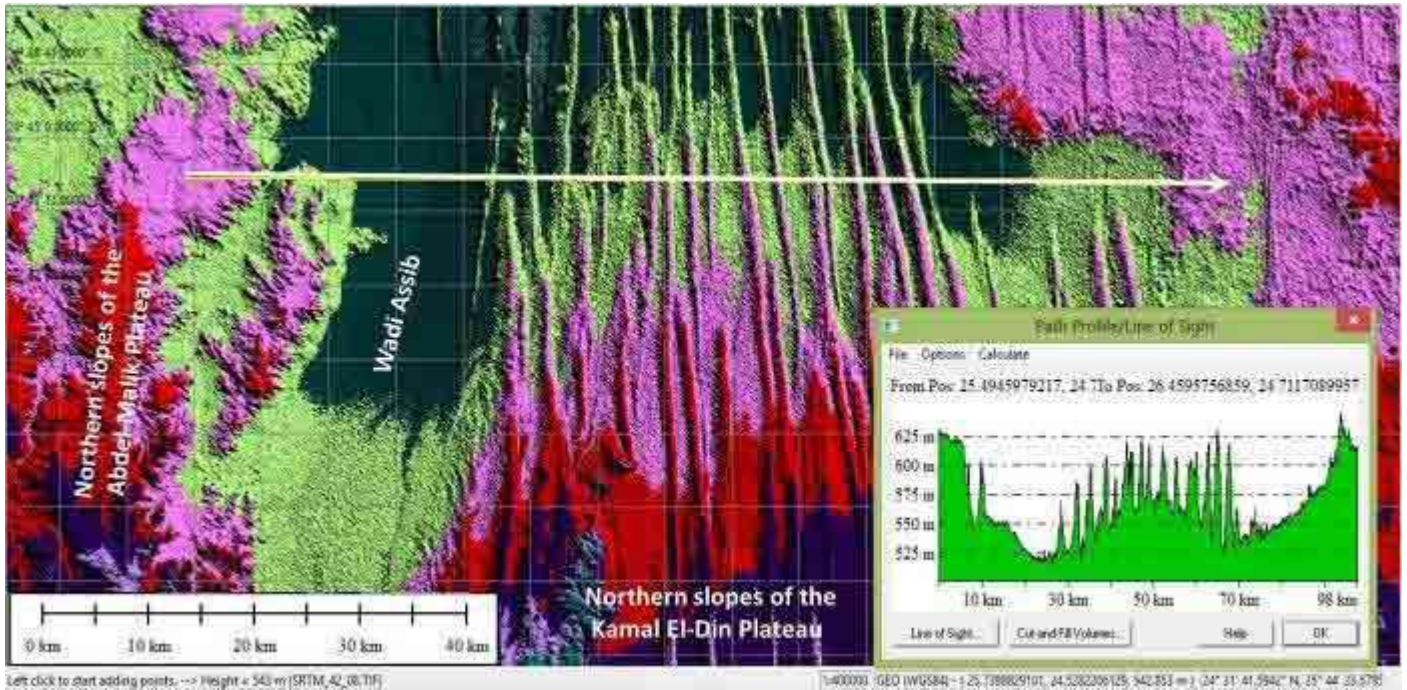 Northern slopes of the
Abdel Malik Plateau
Wadi Assib
Northern slopes of the
Kamal El-Din Plateau
0 km 10 km 20 km 30 km 40 km
Path Profile/Line of Sight
File Options Calculate
From Pos: 25.4945979217, 24.7To Pos: 26.4595756859, 24.7117089957
625 m
600 m
575 m
550 m
525 m
10 km 30 km 50 km 70 km 98 km
Line of Sight... Cut-and-Fill Volumes... Help OK
Left click to start adding points. --> Height = 543 m (SRTM_42_08.TIF)
1:400000 GEO (WGS84) -